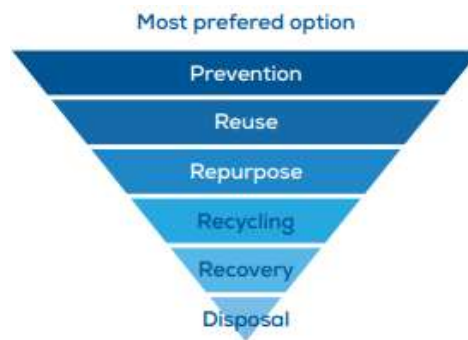 Most prefered option
Prevention
Reuse
Repurpose
Recycling
Recovery
Disposal